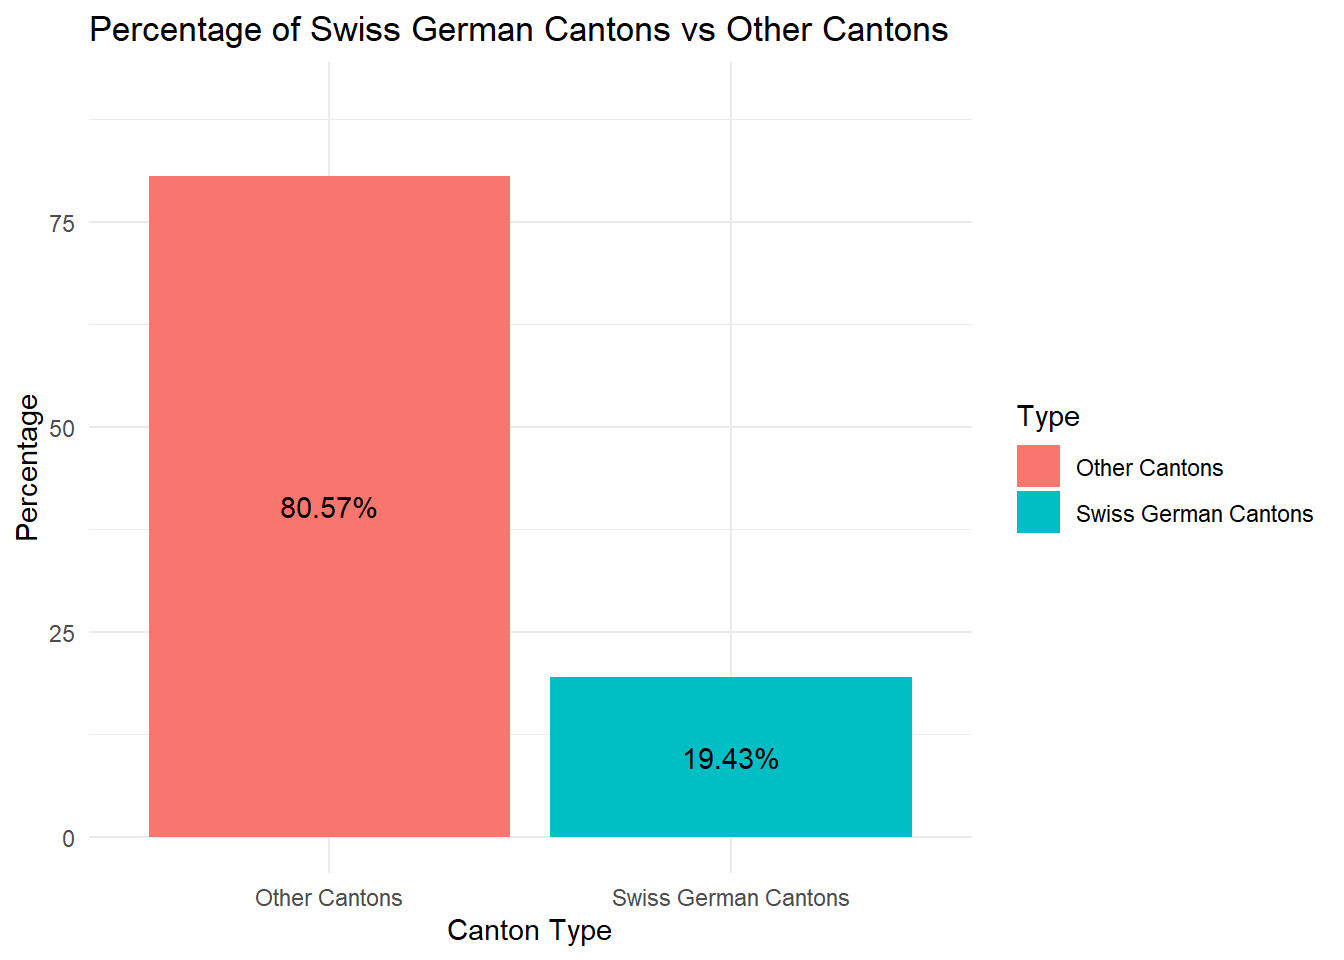 Percentage of Swiss German Cantons vs Other Cantons
Percentage
75
50
25
0
80.57%
19.43%
Other Cantons
Swiss German Cantons
Canton Type
Type
Other Cantons
Swiss German Cantons